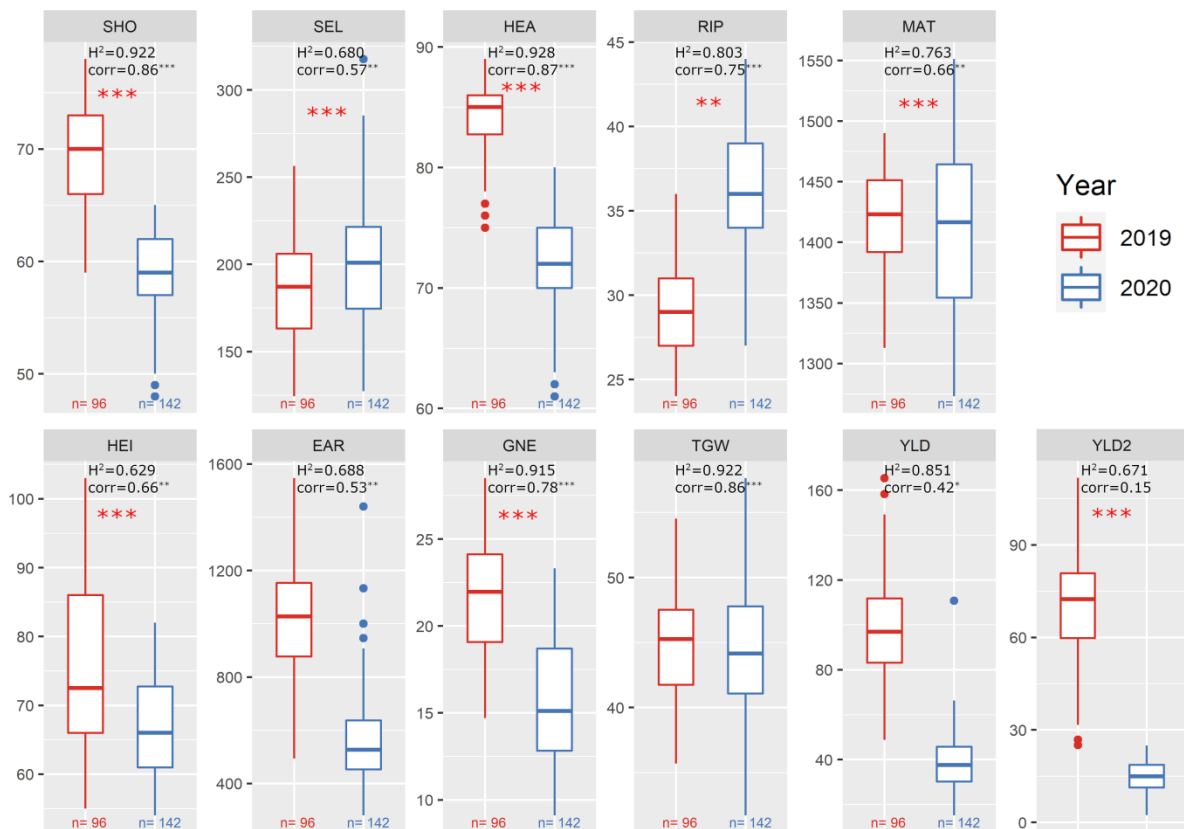 SHO
H²=0.922
corr=0.86***
***
70
60
50
n= 96
n= 142
SEL
H²=0.680
corr=0.57**
***
300
250
200
150
n= 96
n= 142
HEA
H²=0.928
corr=0.87***
***
90
80
70
60
n= 96
n= 142
RIP
H²=0.803
corr=0.75***
**
45
40
35
30
25
n= 96
n= 142
MAT
H²=0.763
corr=0.66**
***
1550
1500
1450
1400
1350
1300
n= 96
n= 142
Year
2019
2020
HEI
H²=0.629
corr=0.66**
***
100
90
80
70
60
n= 96
n= 142
EAR
H²=0.688
corr=0.53**
1600
1200
800
400
n= 96
n= 142
GNE
H²=0.915
corr=0.78***
***
25
20
15
10
n= 96
n= 142
TGW
H²=0.922
corr=0.86***
50
40
n= 96
n= 142
YLD
H²=0.851
corr=0.42*
160
120
80
40
n= 96
n= 142
YLD2
H²=0.671
corr=0.15
***
90
60
30
0
n= 96
n= 142